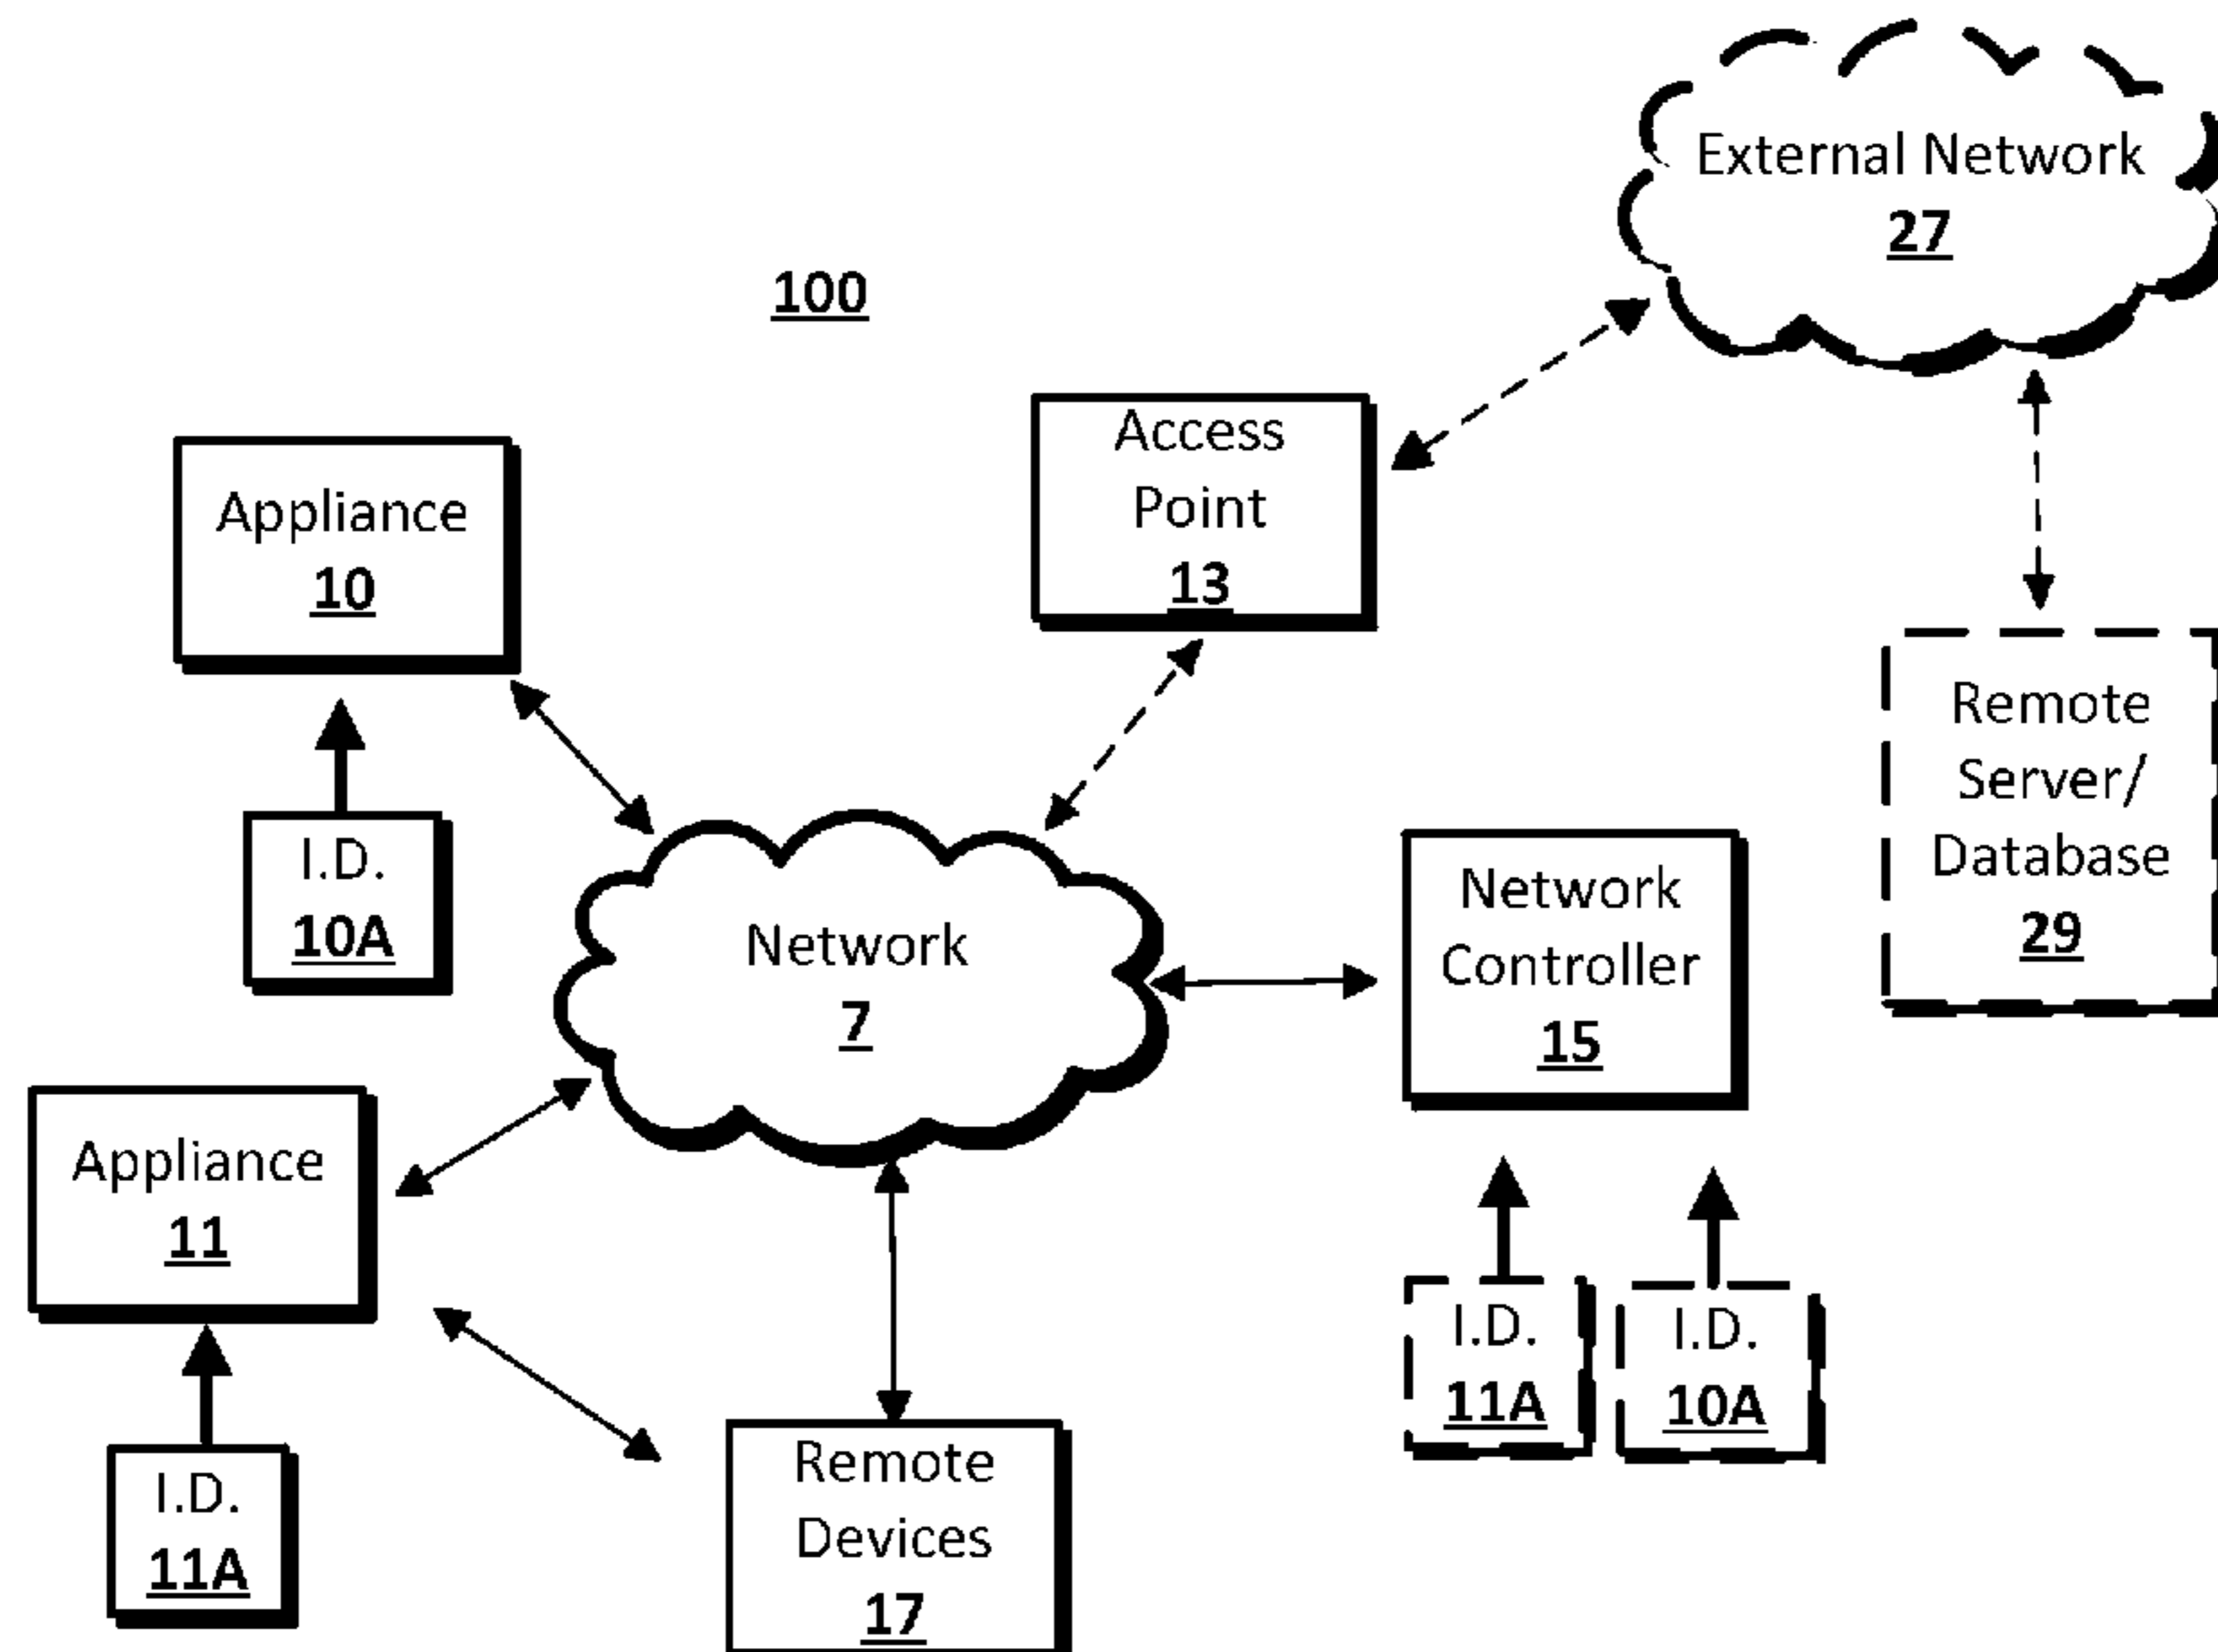 External Network
27
100
Access
Point
13
Appliance
10
Remote
Server/
Database
29
I.D.
10A
Network
Controller
15
Network
7
Appliance
11
I.D.
11A
I.D.
10A
Remote
Devices
17
I.D.
11A